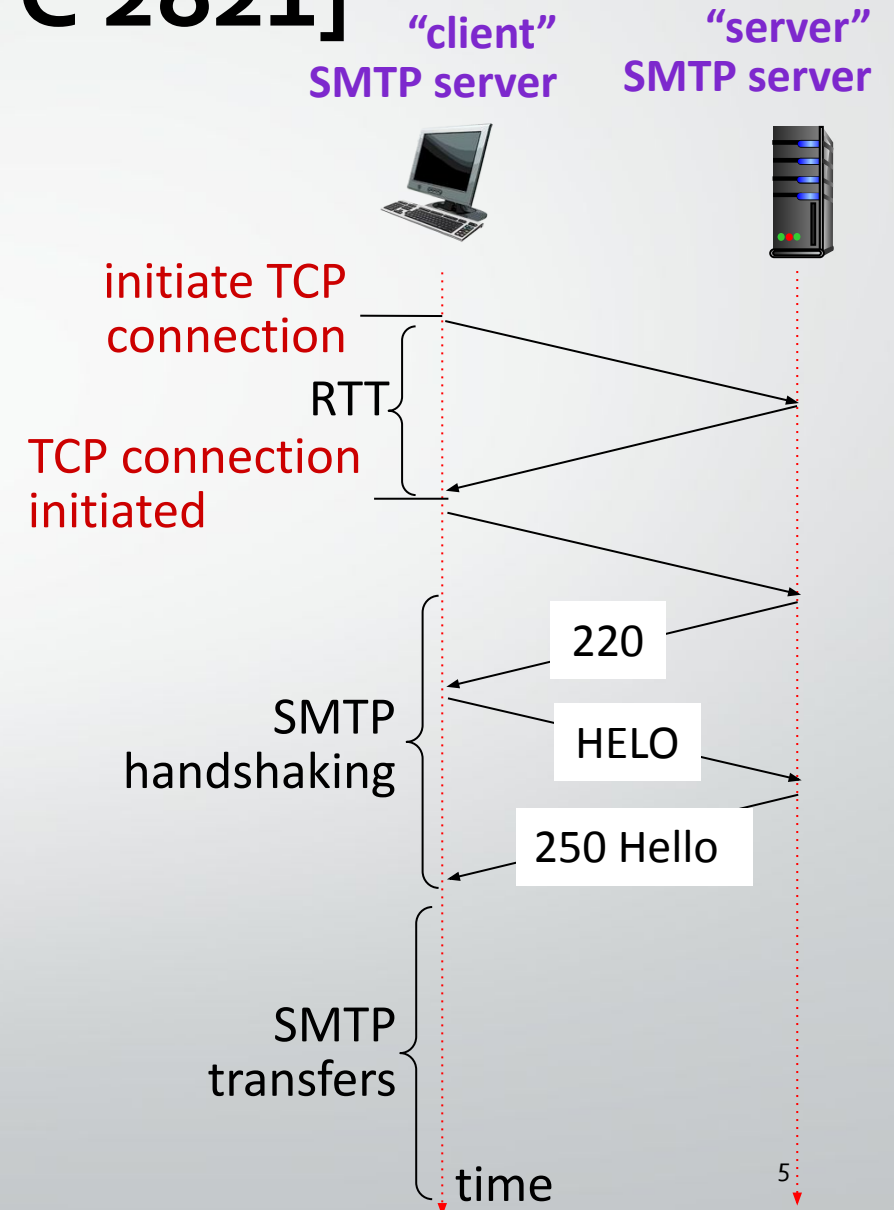 C 2821]
“client”
SMTP server
“server”
SMTP server
initiate TCP
connection
RTT
TCP connection
initiated
220
HELO
250 Hello
SMTP
handshaking
SMTP
transfers
time
5